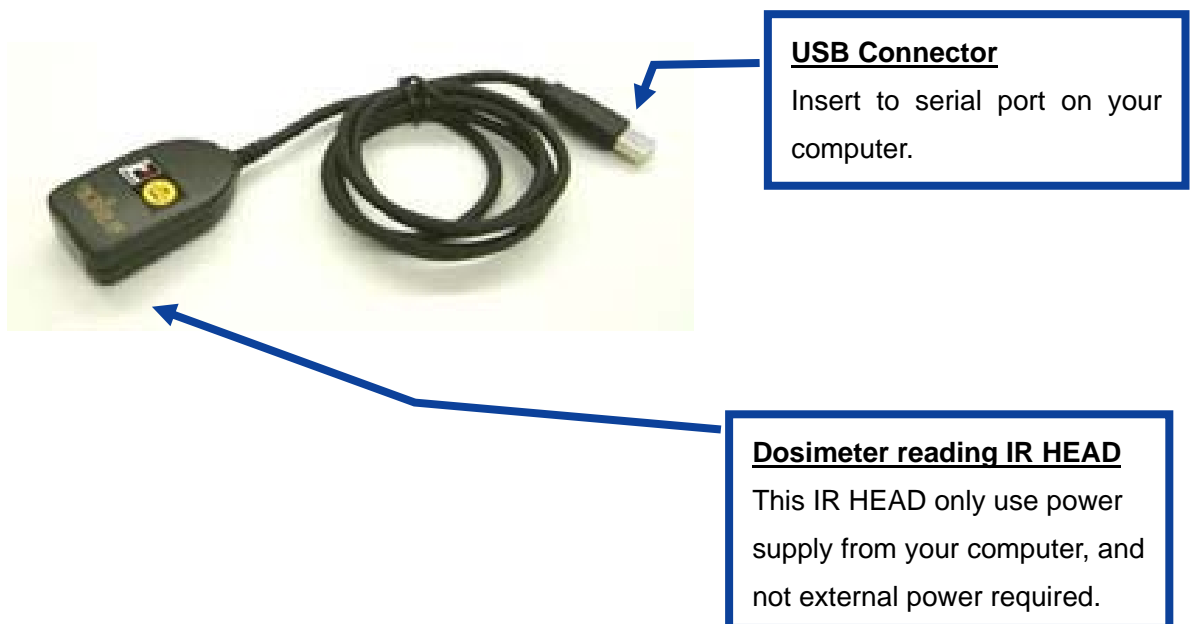 USB Connector
Insert to serial port on your
computer.
Dosimeter reading IR HEAD
This IR HEAD only use power
supply from your computer, and
not external power required.